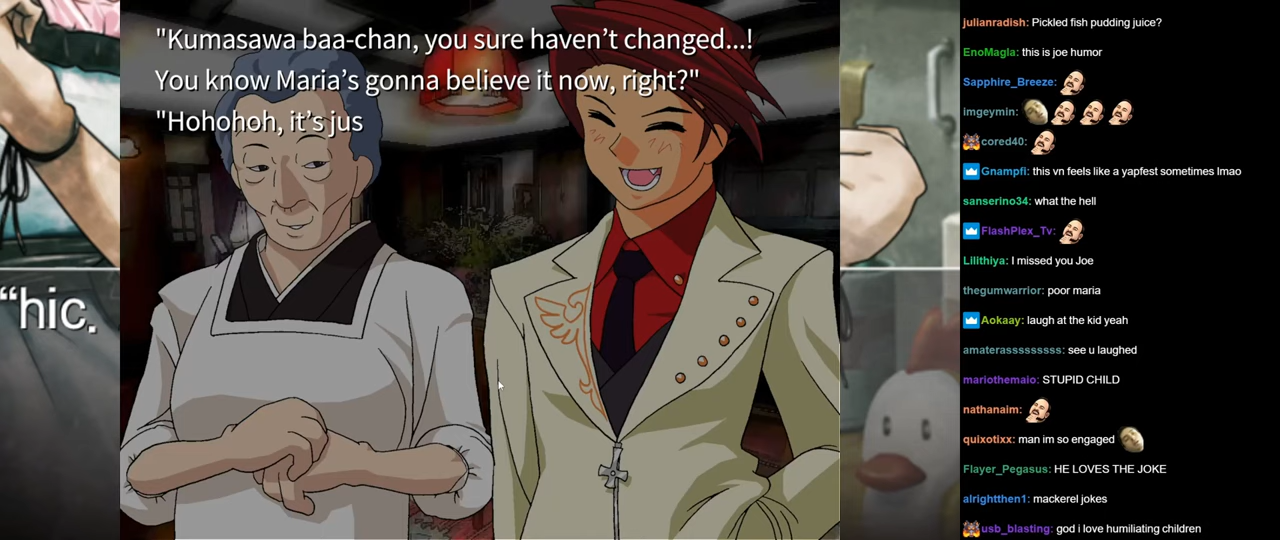 "Kumasawa baa-chan, you sure haven't changed...!
You know Maria's gonna believe it now, right?"
"Hohohoh, it's jus
“hic.
julianradish: Pickled fish pudding juice?
EnoMagla: this is joe humor
Sapphire_Breeze:
imgeymin:
cored40:
Gnampfi: this vn feels like a yapfest sometimes lmao
sanserino34: what the hell
FlashPlex_Tv:
Lilithiya: I missed you Joe
thegumwarrior: poor maria
Aokaay: laugh at the kid yeah
amaterasssssssss: see u laughed
mariothemaio: STUPID CHILD
nathanaim:
quixotixx: man im so engaged
Flayer_Pegasus: HE LOVES THE JOKE
alrightthen1: mackerel jokes
usb_blasting: god i love humiliating children